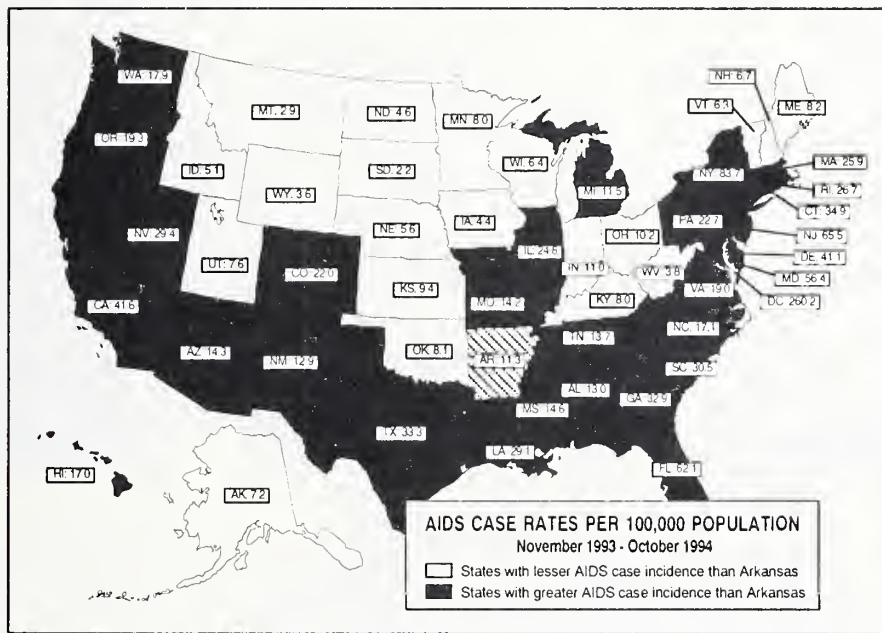 NH: 6.7
WA: 17.9
MT: 2.9
ND: 4.6
MN: 8.0
VT: 6.3
ME: 8.2
OR: 19.3
ID: 5.1
WY: 3.6
SD: 2.2
WI: 6.4
MI: 11.5
NY: 83.7
MA: 25.9
RI: 26.7
CT: 34.9
NV: 29.4
UT: 7.6
CO: 22.0
NE: 5.6
IA: 4.4
IL: 24.6
IN: 11.0
OH: 10.2
PA: 22.7
NJ: 65.5
DE: 41.1
MD: 56.4
DC: 260.2
WV: 3.8
VA: 19.0
CA: 41.6
KS: 9.4
MO: 14.2
KY: 8.0
NC: 17.1
AZ: 14.3
NM: 12.9
OK: 8.1
AR: 11.3
TN: 13.7
SC: 30.5
AL: 13.0
GA: 32.9
MS: 14.6
TX: 33.3
LA: 29.1
FL: 62.1
HI: 17.0
AK: 7.2
AIDS CASE RATES PER 100,000 POPULATION
November 1993 - October 1994
States with lesser AIDS case incidence than Arkansas
States with greater AIDS case incidence than Arkansas